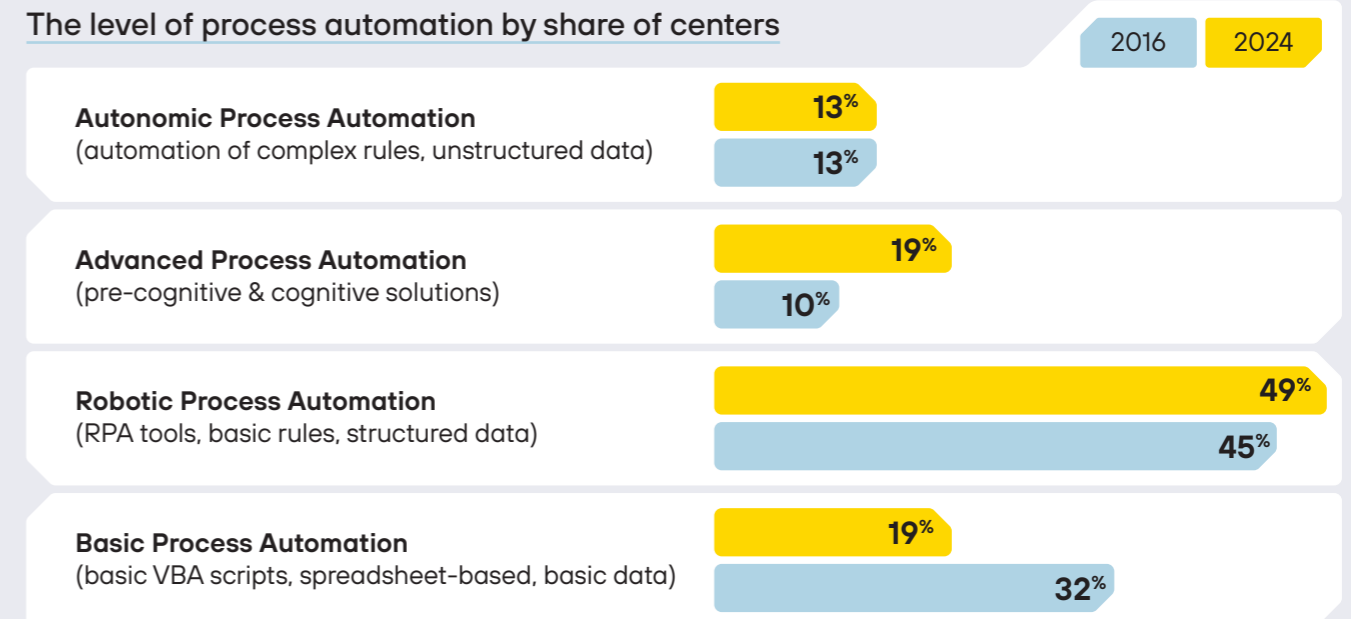 The level of process automation by share of centers
2016
2024
Autonomic Process Automation
(automation of complex rules, unstructured data)
13%
13%
Advanced Process Automation
(pre-cognitive & cognitive solutions)
19%
10%
Robotic Process Automation
(RPA tools, basic rules, structured data)
49%
45%
Basic Process Automation
(basic VBA scripts, spreadsheet-based, basic data)
19%
32%